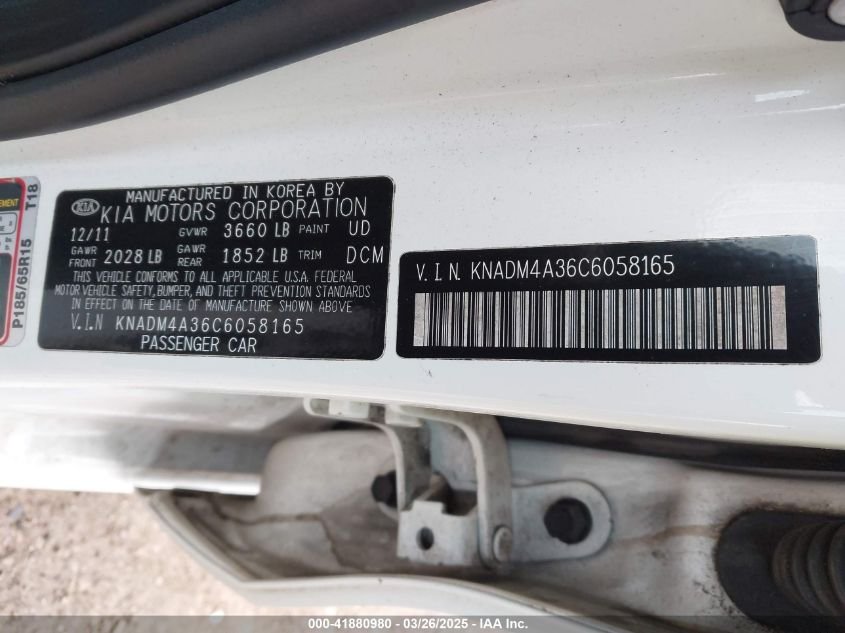 MANUFACTURED IN KOREA BY
KIA KIA MOTORS CORPORATION
12/11 GVWR 3660 LB PAINT UD
GAWR FRONT 2028 LB GAWR REAR 1852 LB TRIM DCM
THIS VEHICLE CONFORMS TO ALL APPLICABLE U.S.A. FEDERAL
MOTOR VEHICLE SAFETY, BUMPER, AND THEFT PREVENTION STANDARDS
IN EFFECT ON THE DATE OF MANUFACTURE SHOWN ABOVE.
V.I.N KNADM4A36C6058165
PASSENGER CAR
V.I.N. KNADM4A36C6058165
P185/65R15 T18
000-41880980 - 03/26/2025 - IAA Inc.